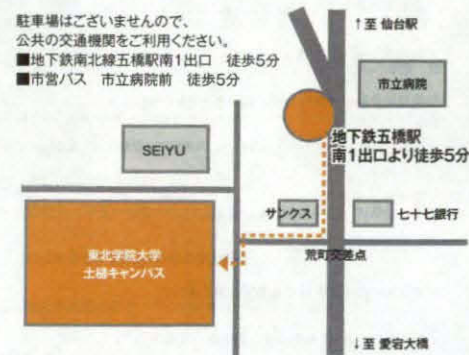 駐車場はございませんので、
公共の交通機関をご利用ください。
■地下鉄南北線五橋駅南1出口　徒歩5分
■市営バス　市立病院前　徒歩5分
↑至 仙台駅
市立病院
地下鉄五橋駅
南1出口より徒歩5分
SEIYU
サンクス
七十七銀行
東北学院大学
土樋キャンパス
荒町交差点
↓至 愛宕大橋